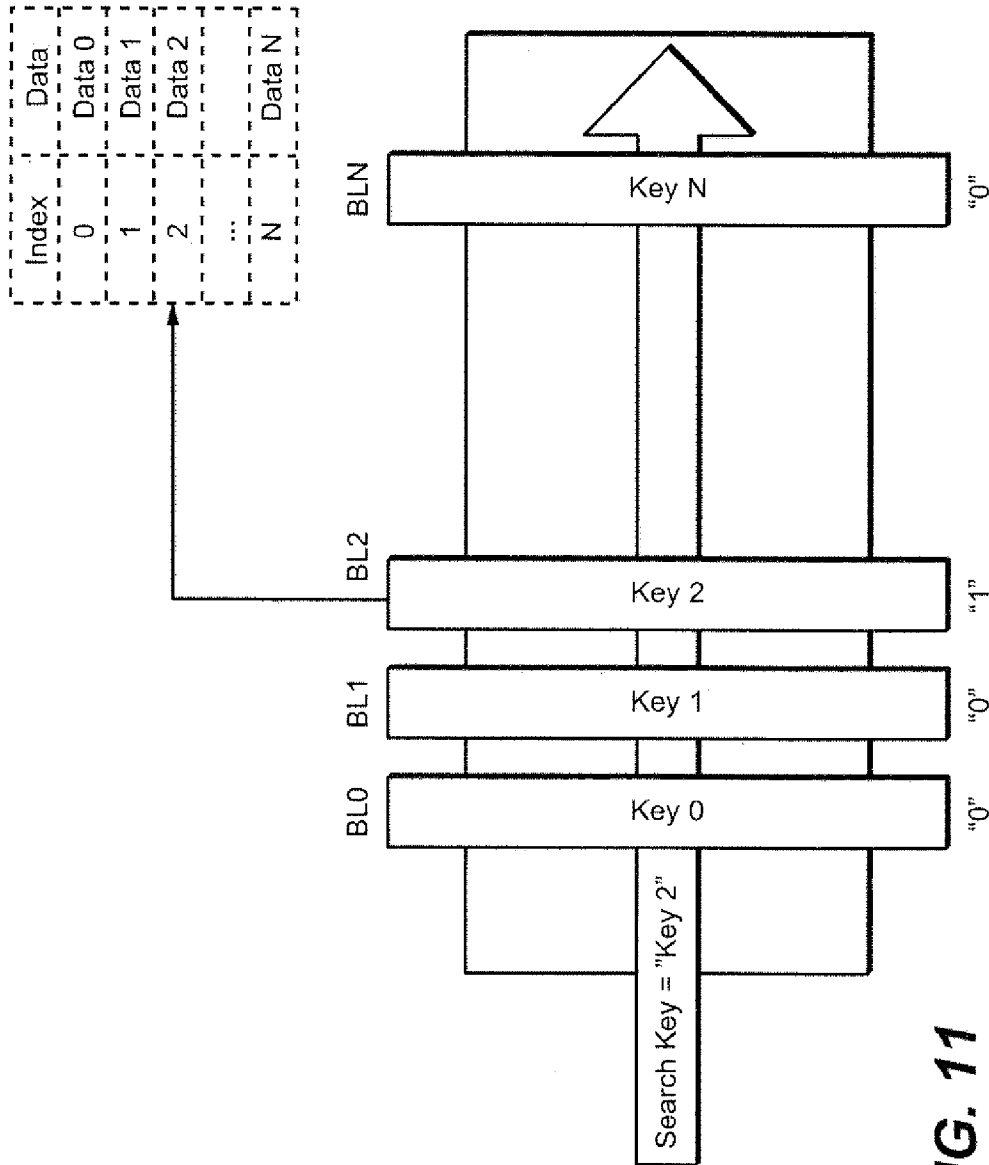 Index Data
0 Data 0
1 Data 1
2 Data 2
...
N Data N
BL0 BL1 BL2 BLN
Search Key = "Key 2"
Key 0 Key 1 Key 2 Key N
"0" "0" "1" "0"
IG. 11